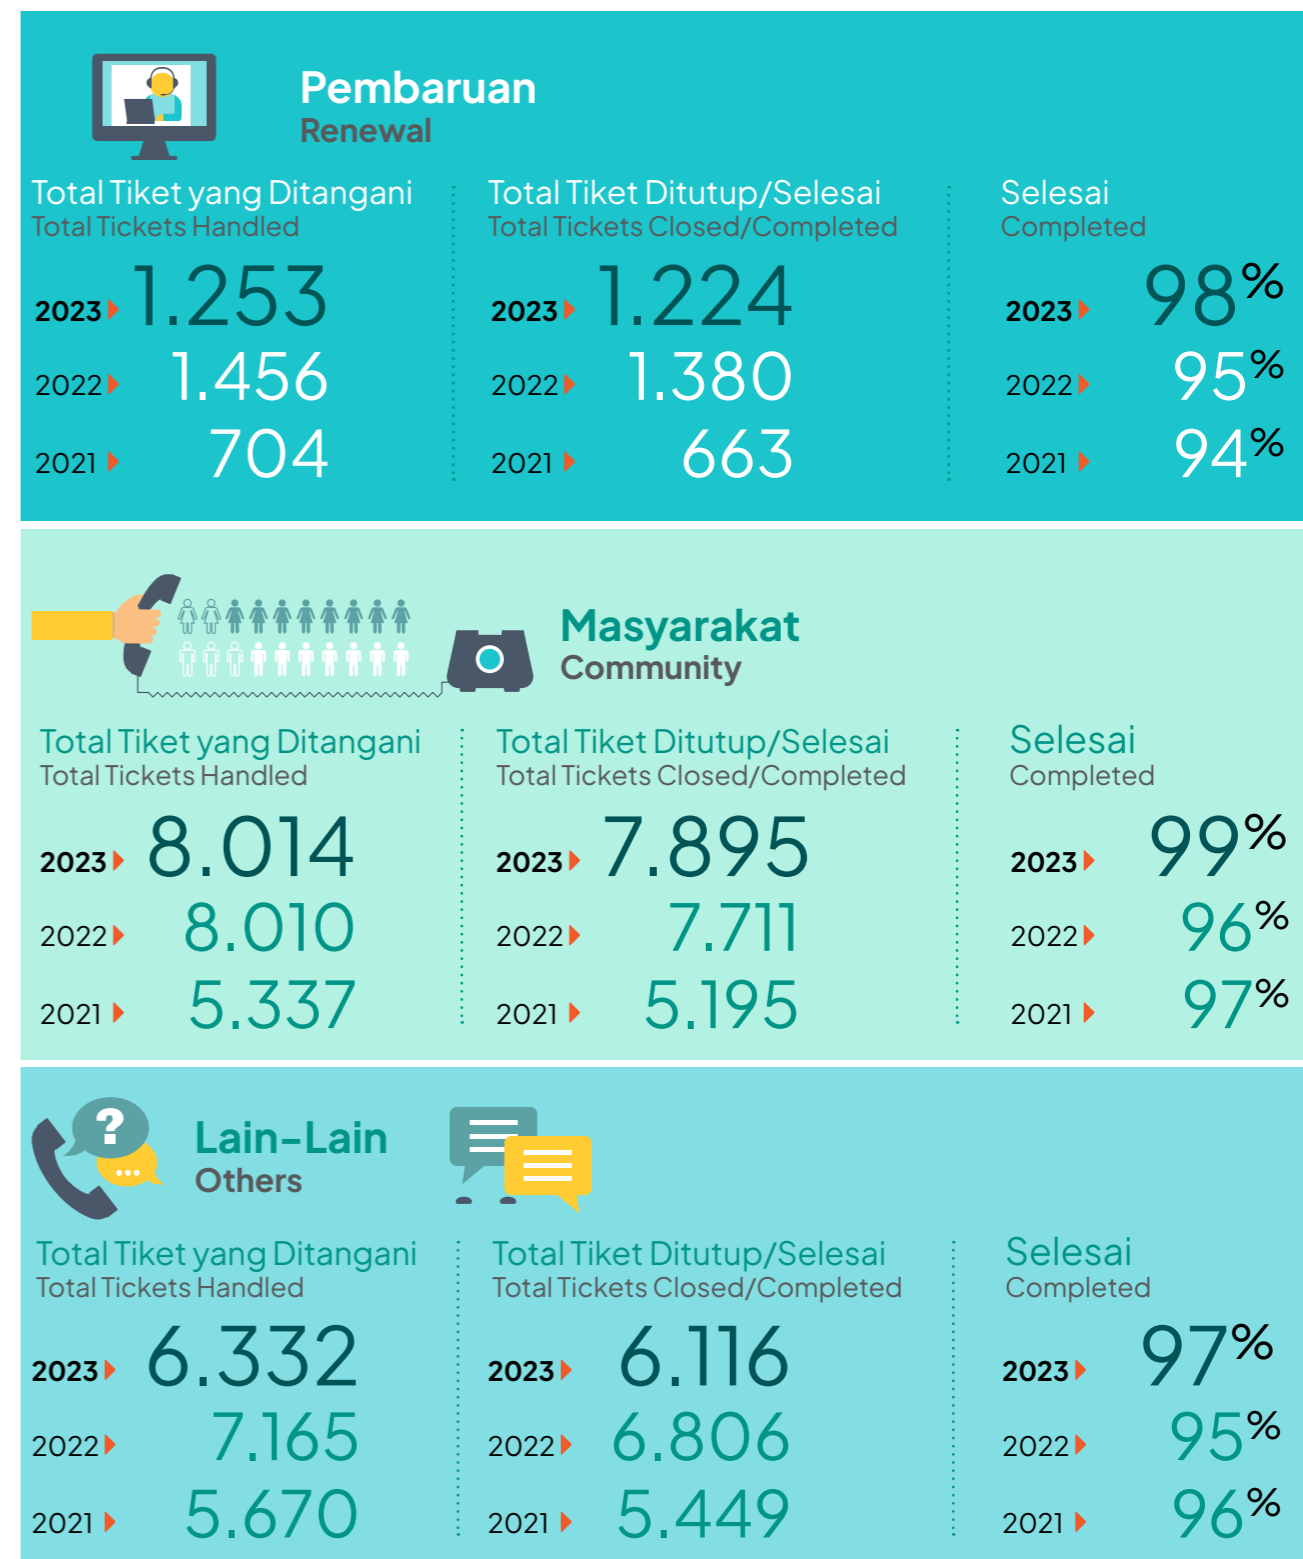 Pembaruan
Renewal
Total Tiket yang Ditangani
Total Tickets Handled
2023 1.253
2022 1.456
2021 704
Total Tiket Ditutup/Selesai
Total Tickets Closed/Completed
2023 1.224
2022 1.380
2021 663
Selesai
Completed
2023 98%
2022 95%
2021 94%
Masyarakat
Community
Total Tiket yang Ditangani
Total Tickets Handled
2023 8.014
2022 8.010
2021 5.337
Total Tiket Ditutup/Selesai
Total Tickets Closed/Completed
2023 7.895
2022 7.711
2021 5.195
Selesai
Completed
2023 99%
2022 96%
2021 97%
?
Lain-Lain
Others
Total Tiket yang Ditangani
Total Tickets Handled
2023 6.332
2022 7.165
2021 5.670
Total Tiket Ditutup/Selesai
Total Tickets Closed/Completed
2023 6.116
2022 6.806
2021 5.449
Selesai
Completed
2023 97%
2022 95%
2021 96%